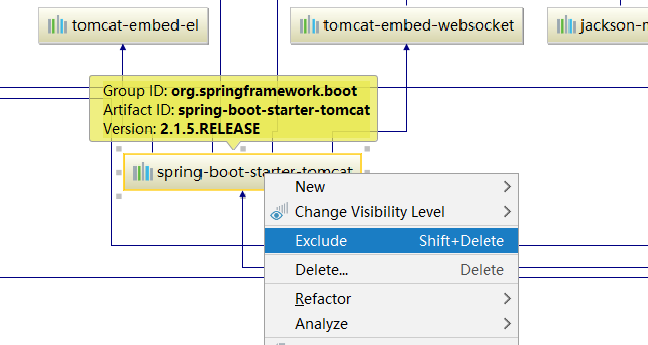 tomcat-embed-el
tomcat-embed-websocket
jackson-m
Group ID: org.springframework.boot
Artifact ID: spring-boot-starter-tomcat
Version: 2.1.5.RELEASE
spring-boot-starter-tomcat
New
Change Visibility Level
Exclude Shift+Delete
Delete... Delete
Refactor
Analyze